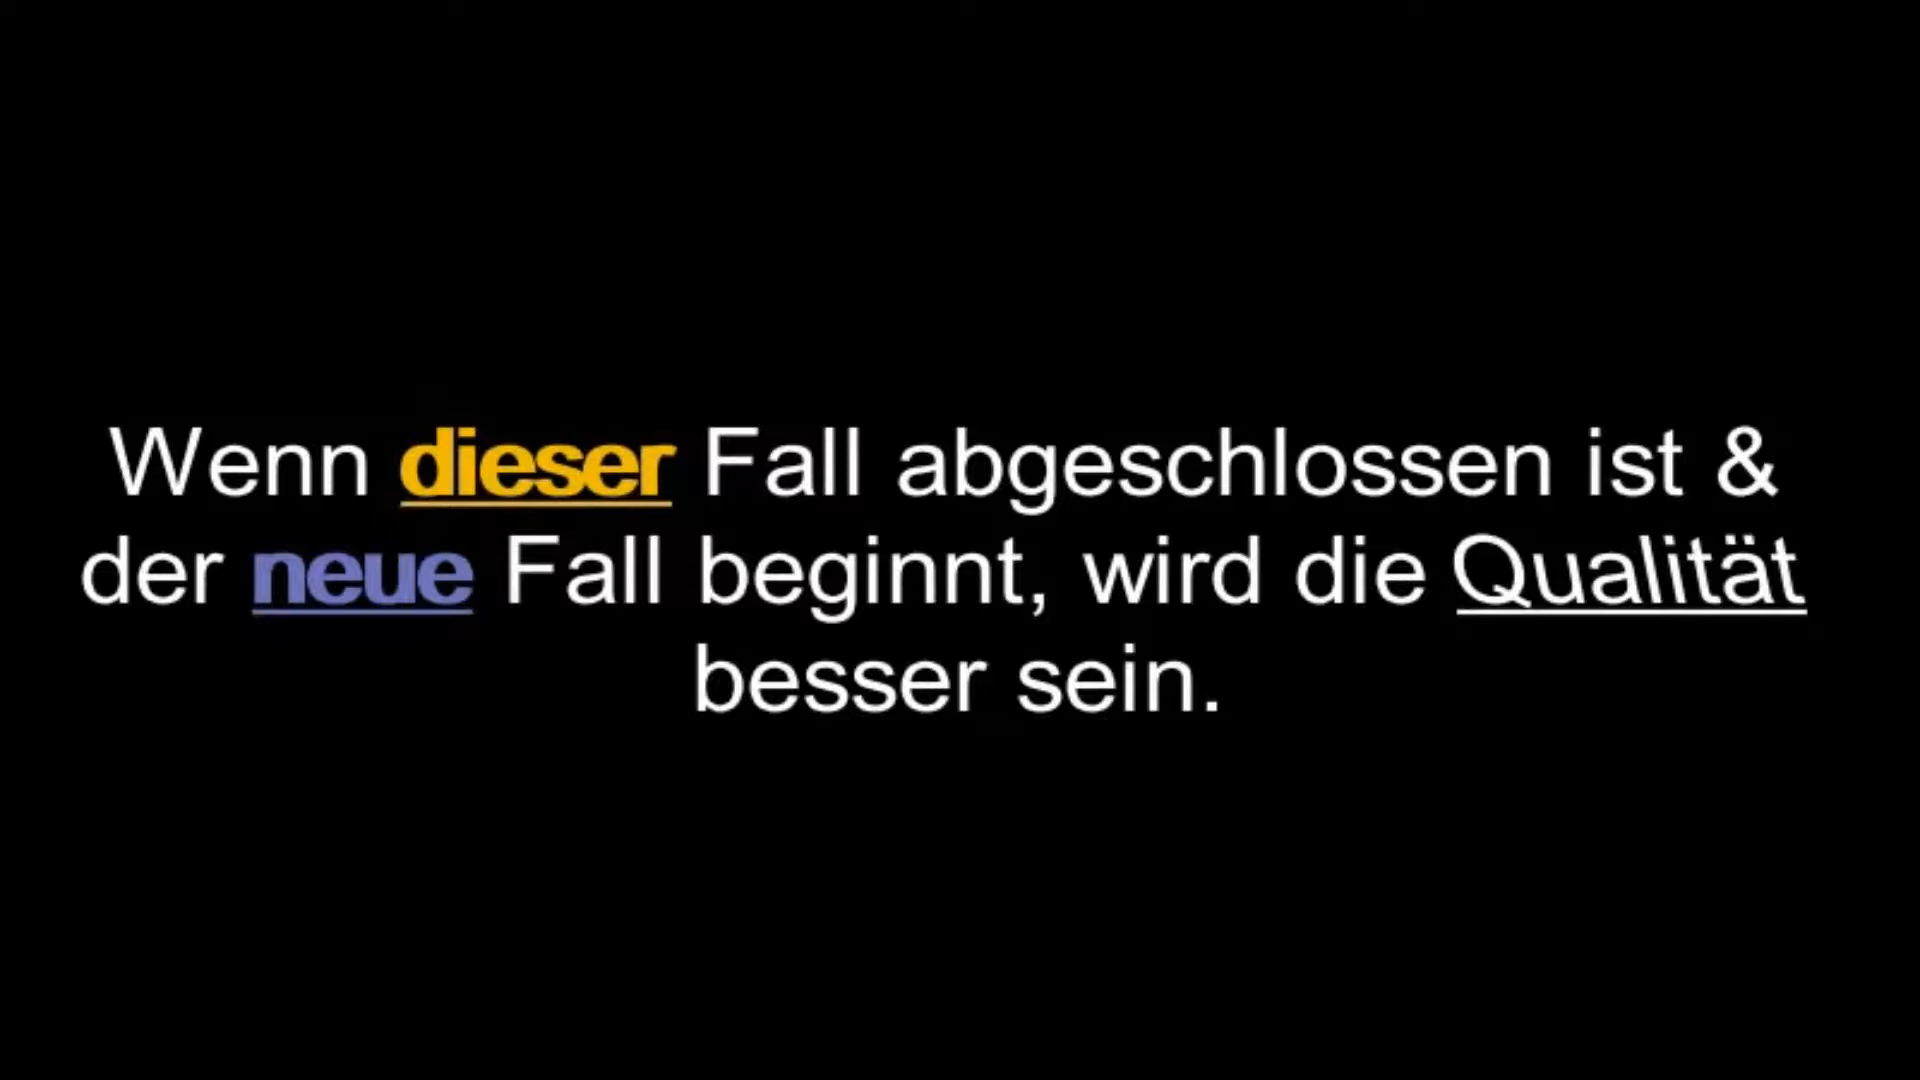 Wenn dieser Fall abgeschlossen ist &
der neue Fall beginnt, wird die Qualität
besser sein.